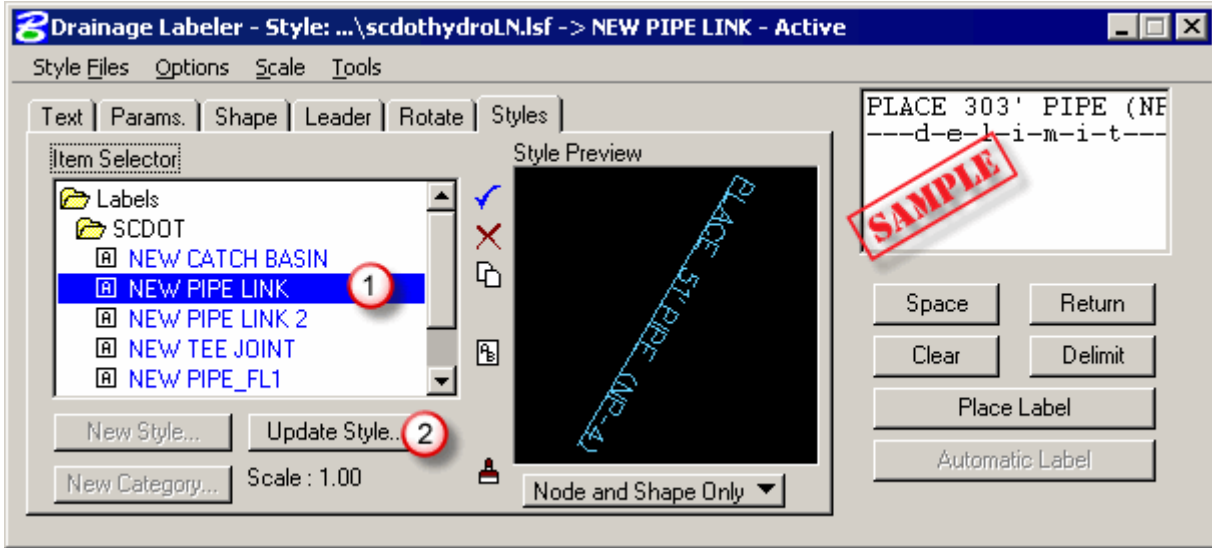 Drainage Labeler - Style: ...\scdothydroLN.lsf -> NEW PIPE LINK - Active
Style Files Options Scale Tools
Text Params. Shape Leader Rotate Styles
Item Selector
Labels
SCDOT
A NEW CATCH BASIN
A NEW PIPE LINK 1
A NEW PIPE LINK 2
A NEW TEE JOINT
A NEW PIPE_FL1
New Style...
Update Style.. 2
New Category...
Scale : 1.00
AB
Style Preview
PLACE 51' PIPE (NP-4)
Node and Shape Only
PLACE 303' PIPE (NP
---d-e-l-i-m-i-t---
SAMPLE
Space Return
Clear Delimit
Place Label
Automatic Label